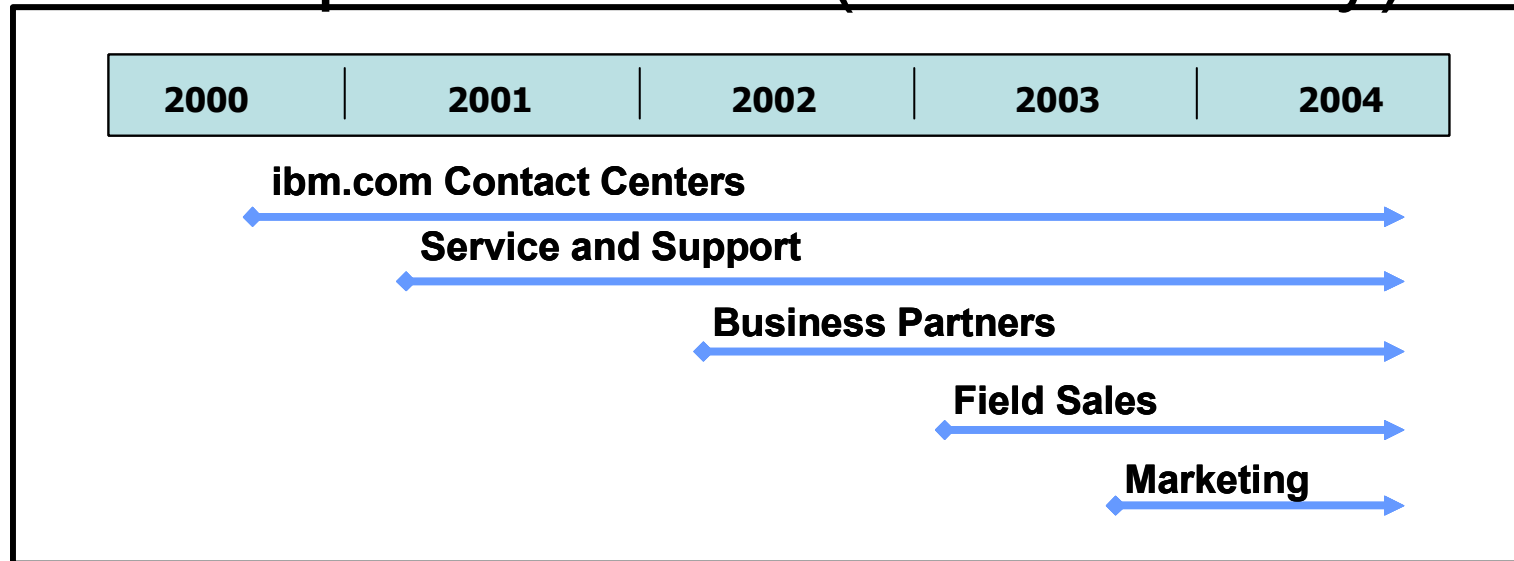 2000 2001 2002 2003 2004
ibm.com Contact Centers
Service and Support
Business Partners
Field Sales
Marketing